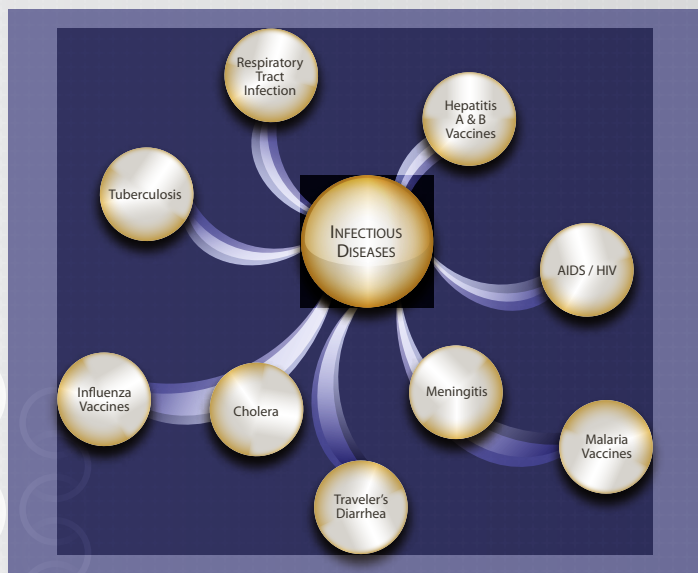 Respiratory
Tract
Infection
Hepatitis
A & B
Vaccines
Tuberculosis
INFECTIOUS
DISEASES
AIDS / HIV
Influenza
Vaccines
Cholera
Meningitis
Malaria
Vaccines
Traveler's
Diarrhea